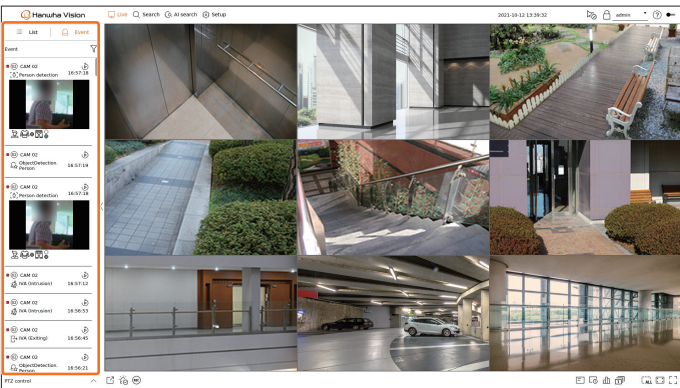 Hanwha Vision
Live Search AI search Setup
2021-10-12 13:39:32
admin
List Event
Event
CAM 02
Person detection 16:57:18
CAM 02
ObjectDetection. Person 16:57:19
CAM 02
Person detection 16:57:18
CAM 02
IVA (Intrusion) 16:57:12
CAM 02
IVA (Intrusion) 16:56:53
CAM 02
IVA (Exiting) 16:56:45
CAM 02
ObjectDetection. Person 16:56:21
PTZ control
ALL